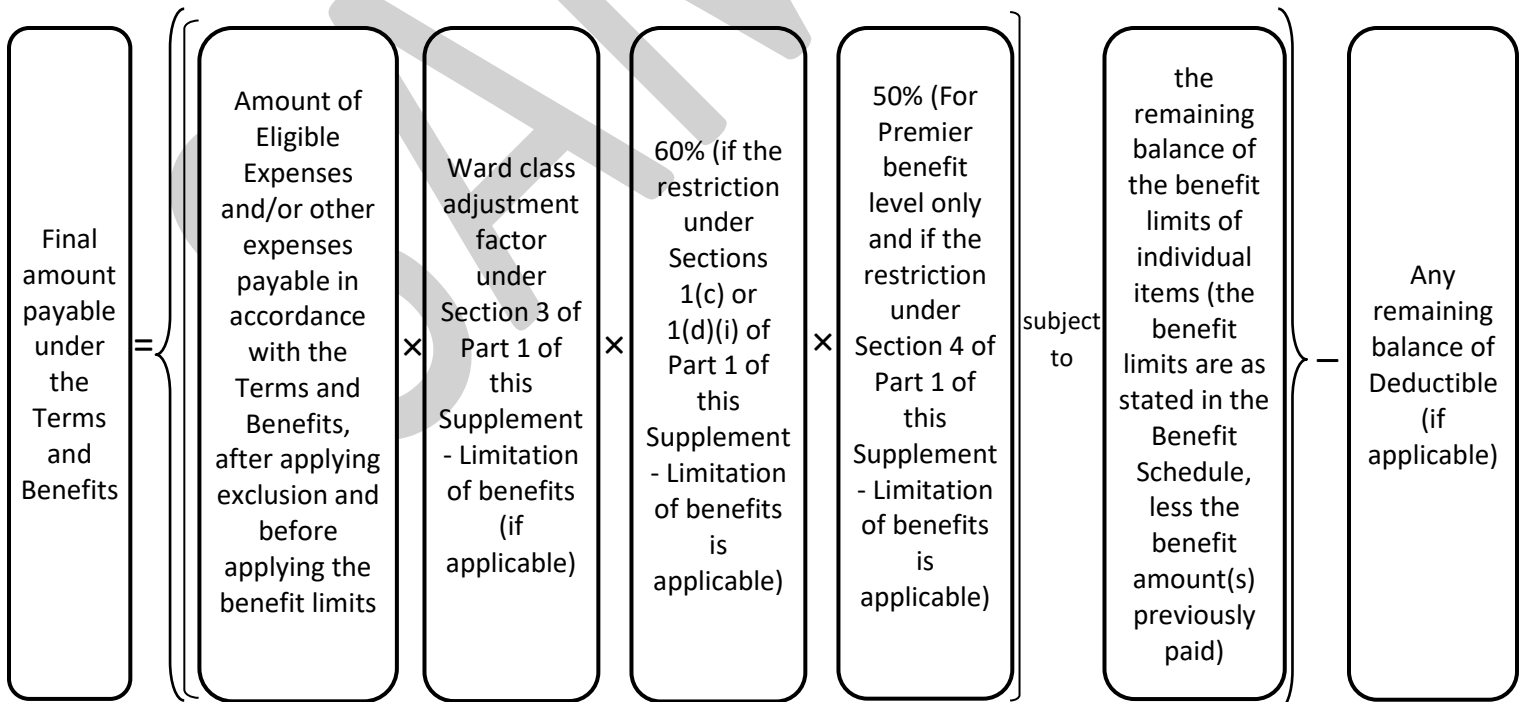 Final
amount
payable
under
the
Terms
and
Benefits
=
Amount of
Eligible
Expenses
and/or other
expenses
payable in
accordance
with the
Terms and
Benefits,
after applying
exclusion and
before
applying the
benefit limits
×
Ward class
adjustment
factor
under
Section 3 of
Part 1 of
this
Supplement
- Limitation
of benefits
(if
applicable)
×
60% (if the
restriction
under
Sections
1(c) or
1(d)(i) of
Part 1 of
this
Supplement
- Limitation
of benefits
is
applicable)
×
50% (For
Premier
benefit
level only
and if the
restriction
under
Section 4 of
Part 1 of
this
Supplement
- Limitation
of benefits
is
applicable)
subject
to
the
remaining
balance of
the benefit
limits of
individual
items (the
benefit
limits are as
stated in the
Benefit
Schedule,
less the
benefit
amount(s)
previously
paid)
–
Any
remaining
balance of
Deductible
(if
applicable)